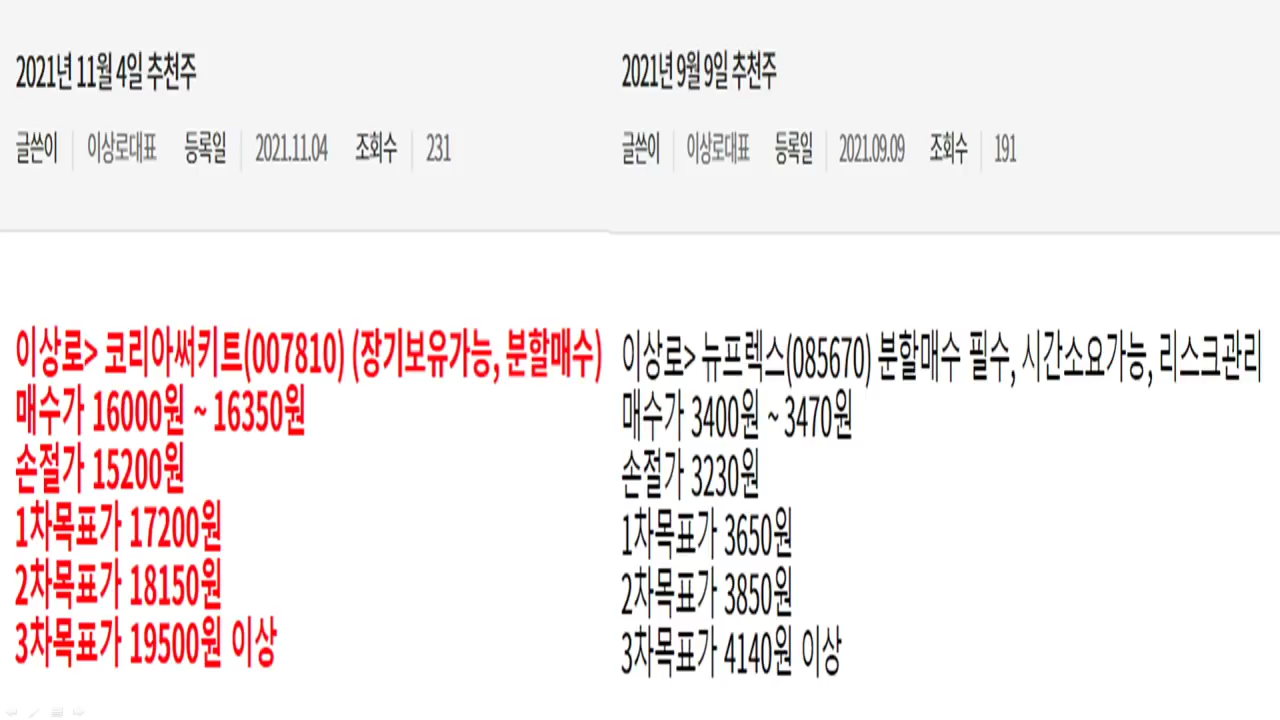 2021년 11월 4일 추천주
글쓴이 이상로대표 등록일 2021.11.04 조회수 231
이상로> 코리아써키트(007810) (장기보유가능, 분할매수)
매수가 16000원 ~ 16350원
손절가 15200원
1차목표가 17200원
2차목표가 18150원
3차목표가 19500원 이상
2021년 9월 9일 추천주
글쓴이 이상로대표 등록일 2021.09.09 조회수 191
이상로> 뉴프렉스(085670) 분할매수 필수, 시간소요가능, 리스크관리
매수가 3400원 ~ 3470원
손절가 3230원
1차목표가 3650원
2차목표가 3850원
3차목표가 4140원 이상